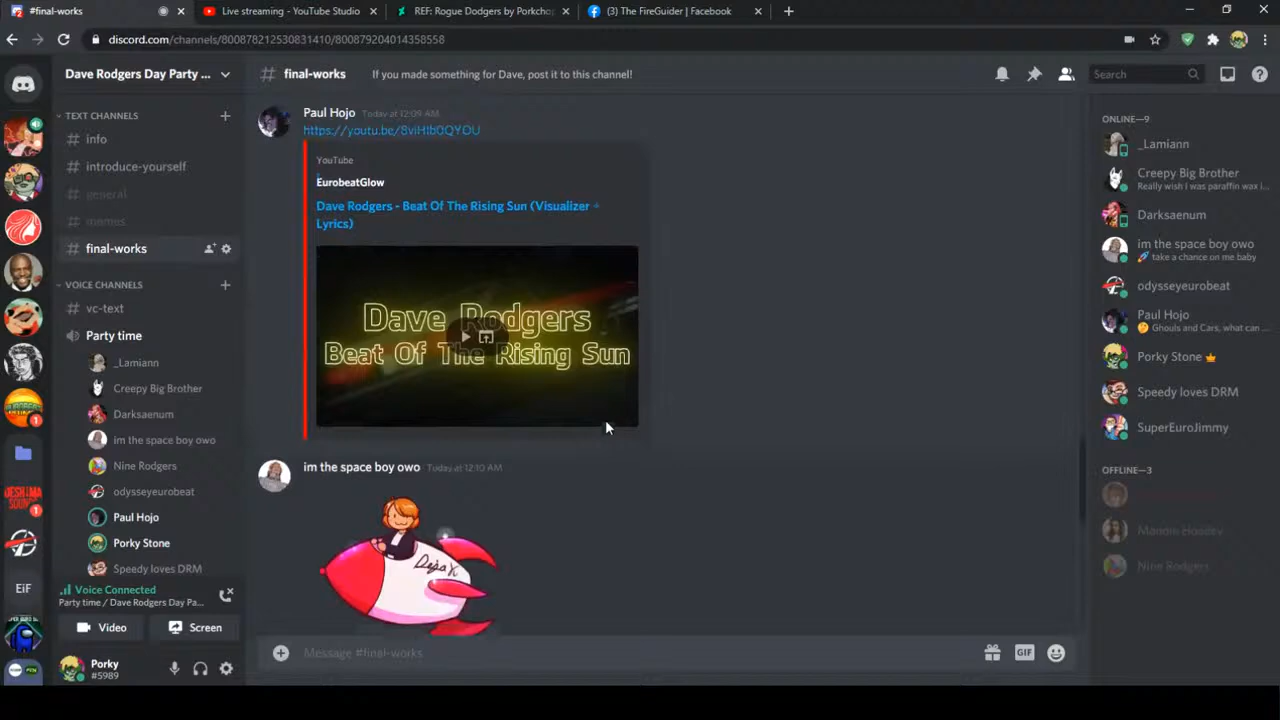 #final-works
Live streaming - YouTube Studio
REF: Rogue Dodgers by Porkcho
(3) The FireGuider | Facebook
discord.com/channels/800878212530831410/800879204014358558
Dave Rodgers Day Party ...
# final-works
If you made something for Dave, post it to this channel!
Search
TEXT CHANNELS
# info
# introduce-yourself
# general
# memes
# final-works
VOICE CHANNELS
# vc-text
Party time
_Lamiann
Creepy Big Brother
Darksaenum
im the space boy owo
Nine Rodgers
odysseyeurobeat
Paul Hojo
Porky Stone
Speedy loves DRM
Voice Connected
Party time / Dave Rodgers Day Pa...
Video
Screen
Porky
#5989
1
1
EiF
Paul Hojo Today at 12:09 AM
https://youtu.be/8viHtb0QYOU
YouTube
EurobeatGlow
Dave Rodgers - Beat Of The Rising Sun (Visualizer +
Lyrics)
Dave Rodgers
Beat Of The Rising Sun
im the space boy owo Today at 12:10 AM
Message #final-works
GIF
ONLINE—9
_Lamiann
Creepy Big Brother
Really wish I was paraffin wax i...
Darksaenum
im the space boy owo
take a chance on me baby
odysseyeurobeat
Paul Hojo
Ghouls and Cars, what can ...
Porky Stone
Speedy loves DRM
SuperEuroJimmy
OFFLINE—3
Nine Rodgers